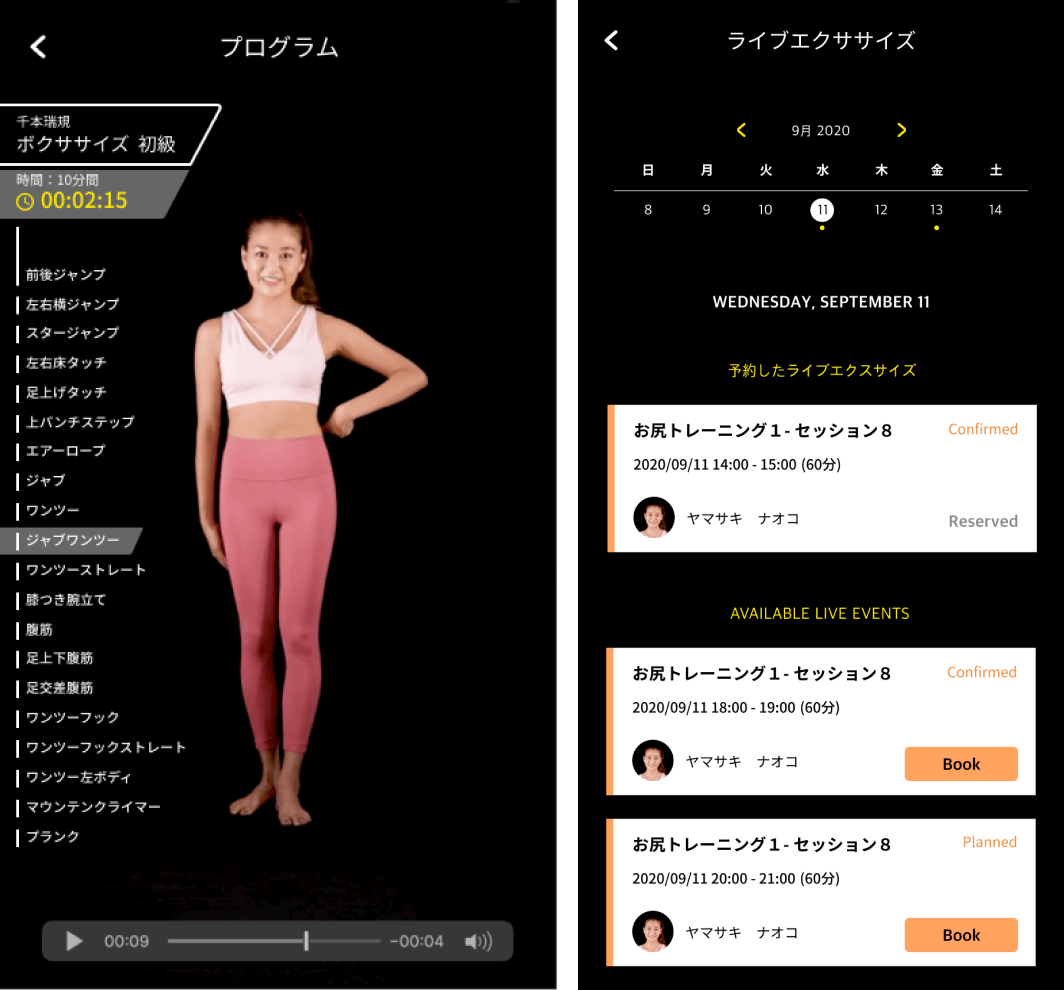 プログラム
千本瑞規
ボクササイズ 初級
時間：10分間
00:02:15
前後ジャンプ
左右横ジャンプ
スタージャンプ
左右床タッチ
足上げタッチ
上パンチステップ
エアーロープ
ジャブ
ワンツー
ジャブワンツー
ワンツーストレート
膝つき腕立て
腹筋
足上下腹筋
足交差腹筋
ワンツーフック
ワンツーフックストレート
ワンツー左ボディ
マウンテンクライマー
プランク
00:09 −00:04
ライブエクササイズ
9月 2020
日 月 火 水 木 金 土
8 9 10 11 12 13 14
WEDNESDAY, SEPTEMBER 11
予約したライブエクスサイズ
お尻トレーニング１- セッション８ Confirmed
2020/09/11 14:00 - 15:00 (60分)
ヤマサキ　ナオコ Reserved
AVAILABLE LIVE EVENTS
お尻トレーニング１- セッション８ Confirmed
2020/09/11 18:00 - 19:00 (60分)
ヤマサキ　ナオコ Book
お尻トレーニング１- セッション８ Planned
2020/09/11 20:00 - 21:00 (60分)
ヤマサキ　ナオコ Book